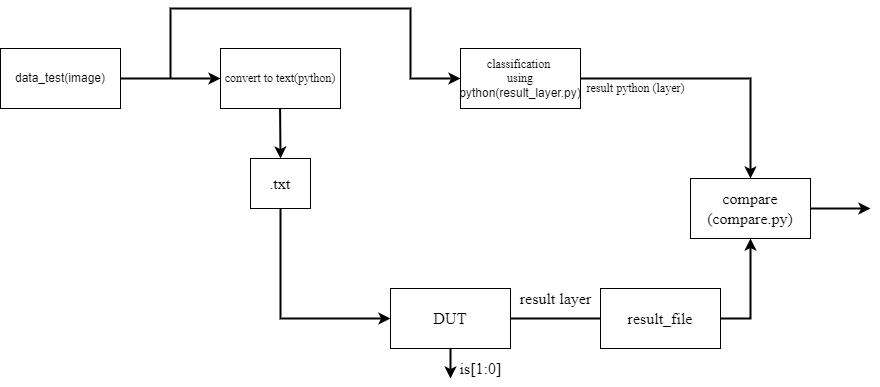 data_test(image)
convert to text(python)
classification
using
python(result_layer.py)
result python (layer)
.txt
compare
(compare.py)
result layer
DUT
result_file
is[1:0]